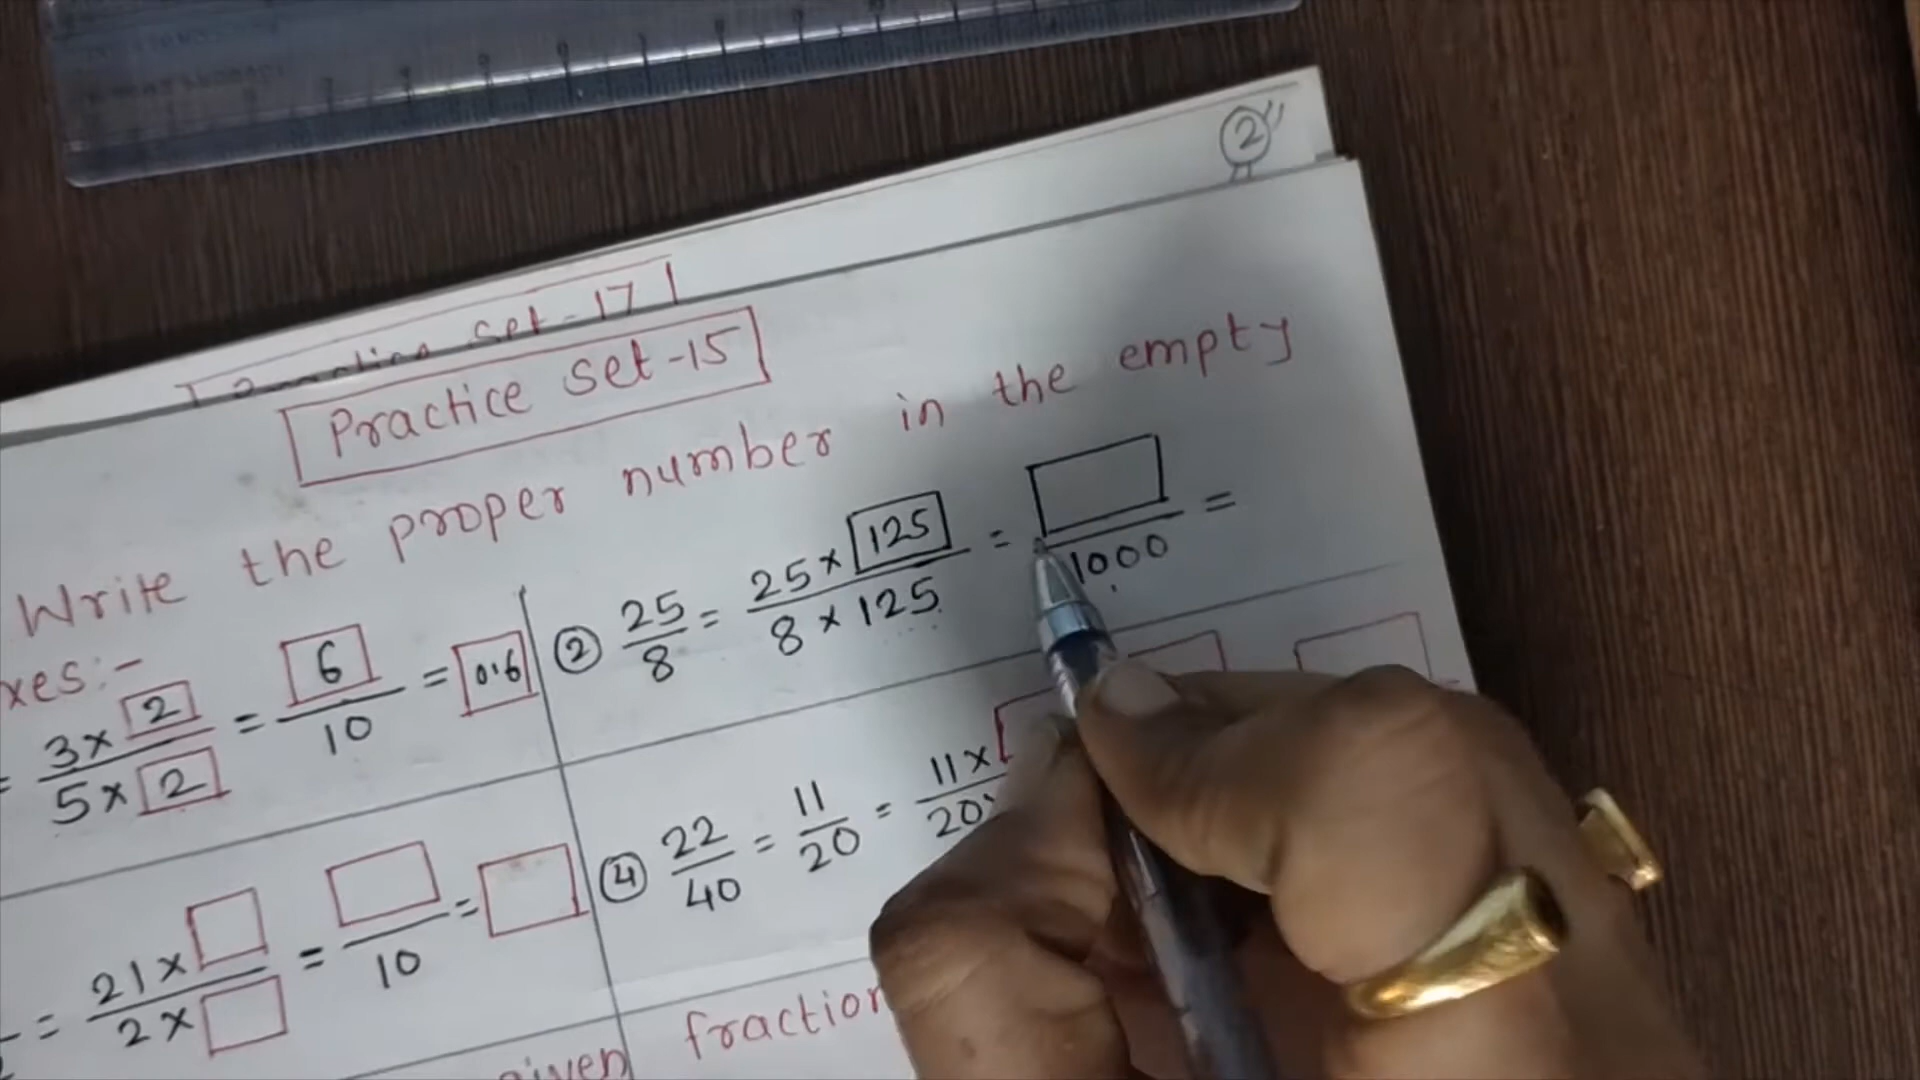 2
Practice Set-17
Practice Set-15
Write the proper number in the empty
xes:-
= 3×2/5×2 = 6/10 = 0.6
② 25/8 = 25×125/8×125 = □/1000 =
= 21×□/2×□ = □/10 = □
④ 22/40 = 11/20 = 11×/20×
given fraction